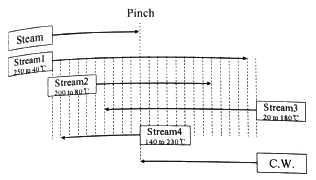 Pinch
Steam
Stream1
250 to 40℃
Stream2
200 to 80℃
Stream3
20 to 180℃
Stream4
140 to 230℃
C.W.